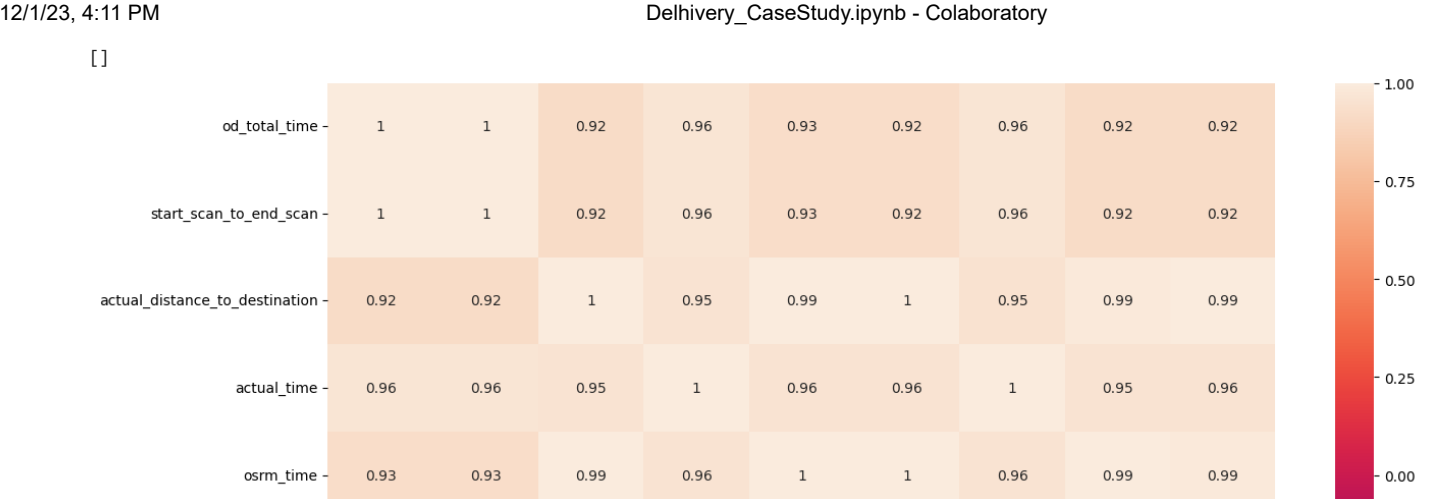 12/1/23, 4:11 PM Delhivery_CaseStudy.ipynb - Colaboratory
[]
1.00
od_total_time 1 1 0.92 0.96 0.93 0.92 0.96 0.92 0.92
0.75
start_scan_to_end_scan 1 1 0.92 0.96 0.93 0.92 0.96 0.92 0.92
0.50
actual_distance_to_destination 0.92 0.92 1 0.95 0.99 1 0.95 0.99 0.99
0.25
actual_time 0.96 0.96 0.95 1 0.96 0.96 1 0.95 0.96
osrm_time 0.93 0.93 0.99 0.96 1 1 0.96 0.99 0.99
0.00